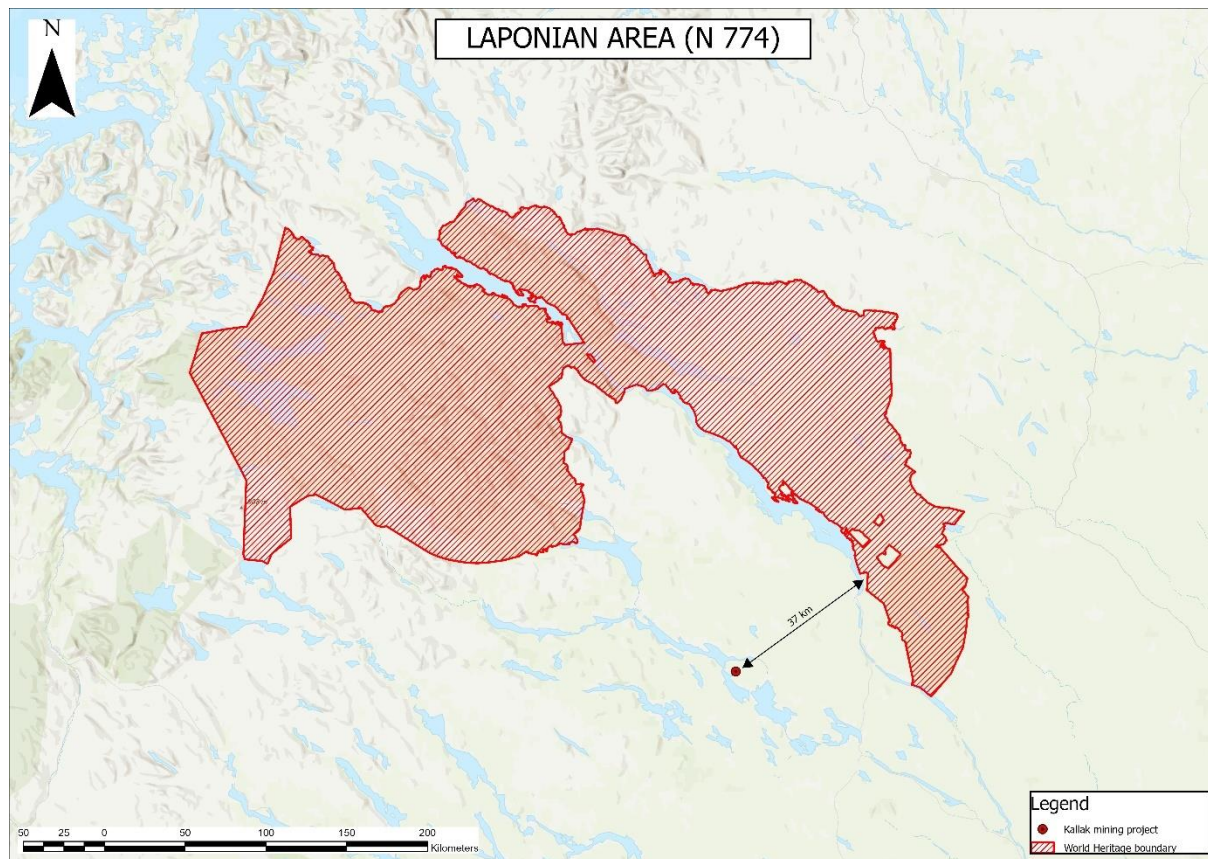 N
LAPONIAN AREA (N 774)
37 km
Legend
Kallak mining project
World Heritage boundary
50 25 0 50 100 150 200
Kilometers